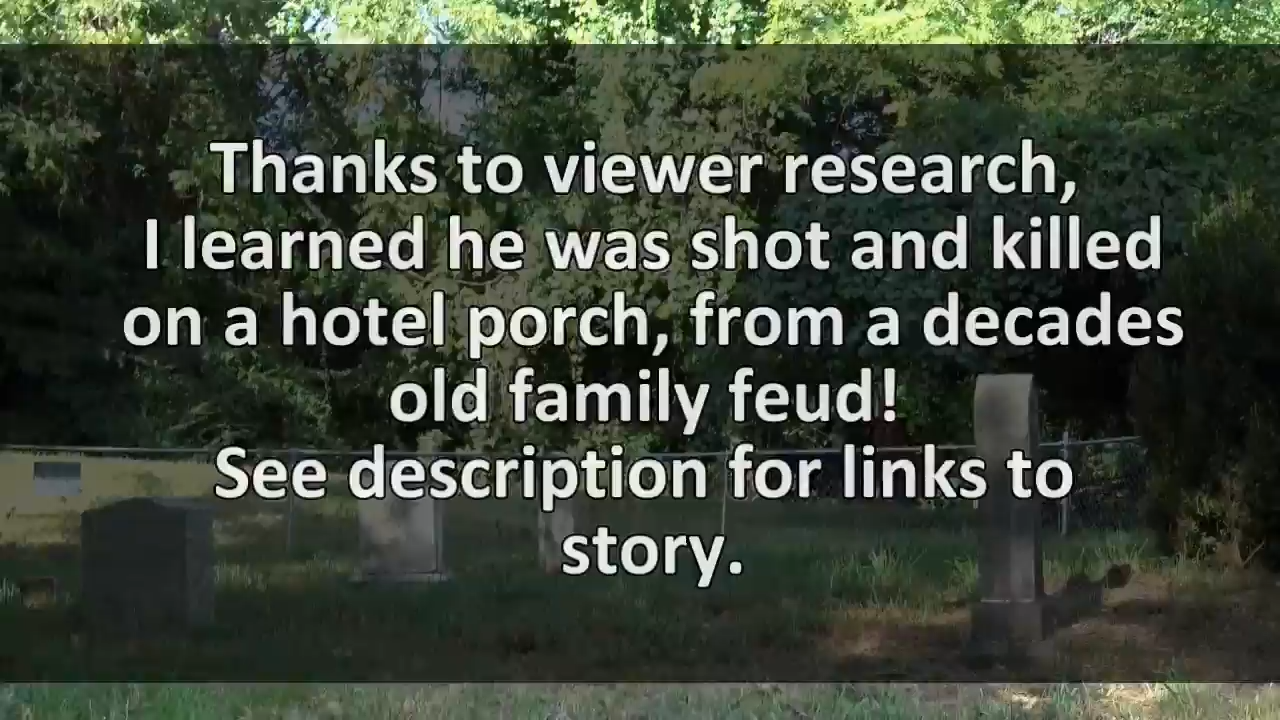 Thanks to viewer research,
I learned he was shot and killed
on a hotel porch, from a decades
old family feud!
See description for links to
story.